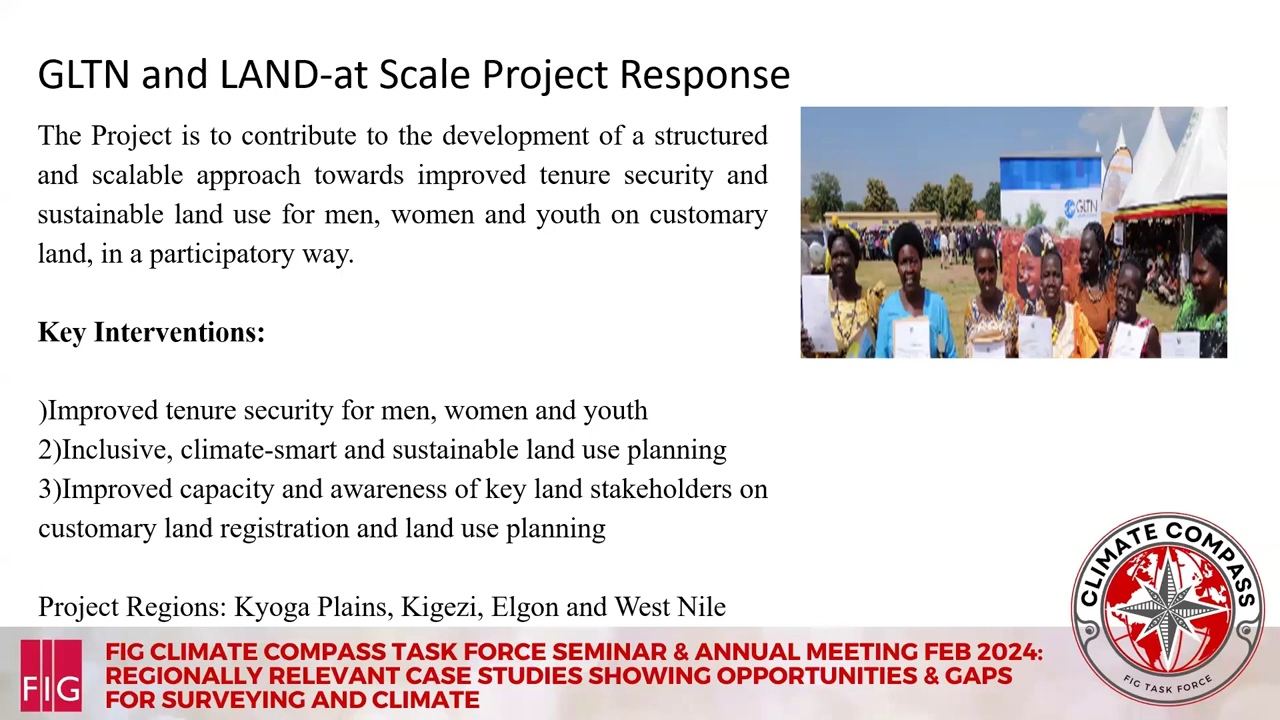 GLTN and LAND-at Scale Project Response
The Project is to contribute to the development of a structured
and scalable approach towards improved tenure security and
sustainable land use for men, women and youth on customary
land, in a participatory way.
Key Interventions:
)Improved tenure security for men, women and youth
2)Inclusive, climate-smart and sustainable land use planning
3)Improved capacity and awareness of key land stakeholders on
customary land registration and land use planning
Project Regions: Kyoga Plains, Kigezi, Elgon and West Nile
GLTN
CLIMATE COMPASS
FIG TASK FORCE
FIG
FIG CLIMATE COMPASS TASK FORCE SEMINAR & ANNUAL MEETING FEB 2024:
REGIONALLY RELEVANT CASE STUDIES SHOWING OPPORTUNITIES & GAPS
FOR SURVEYING AND CLIMATE